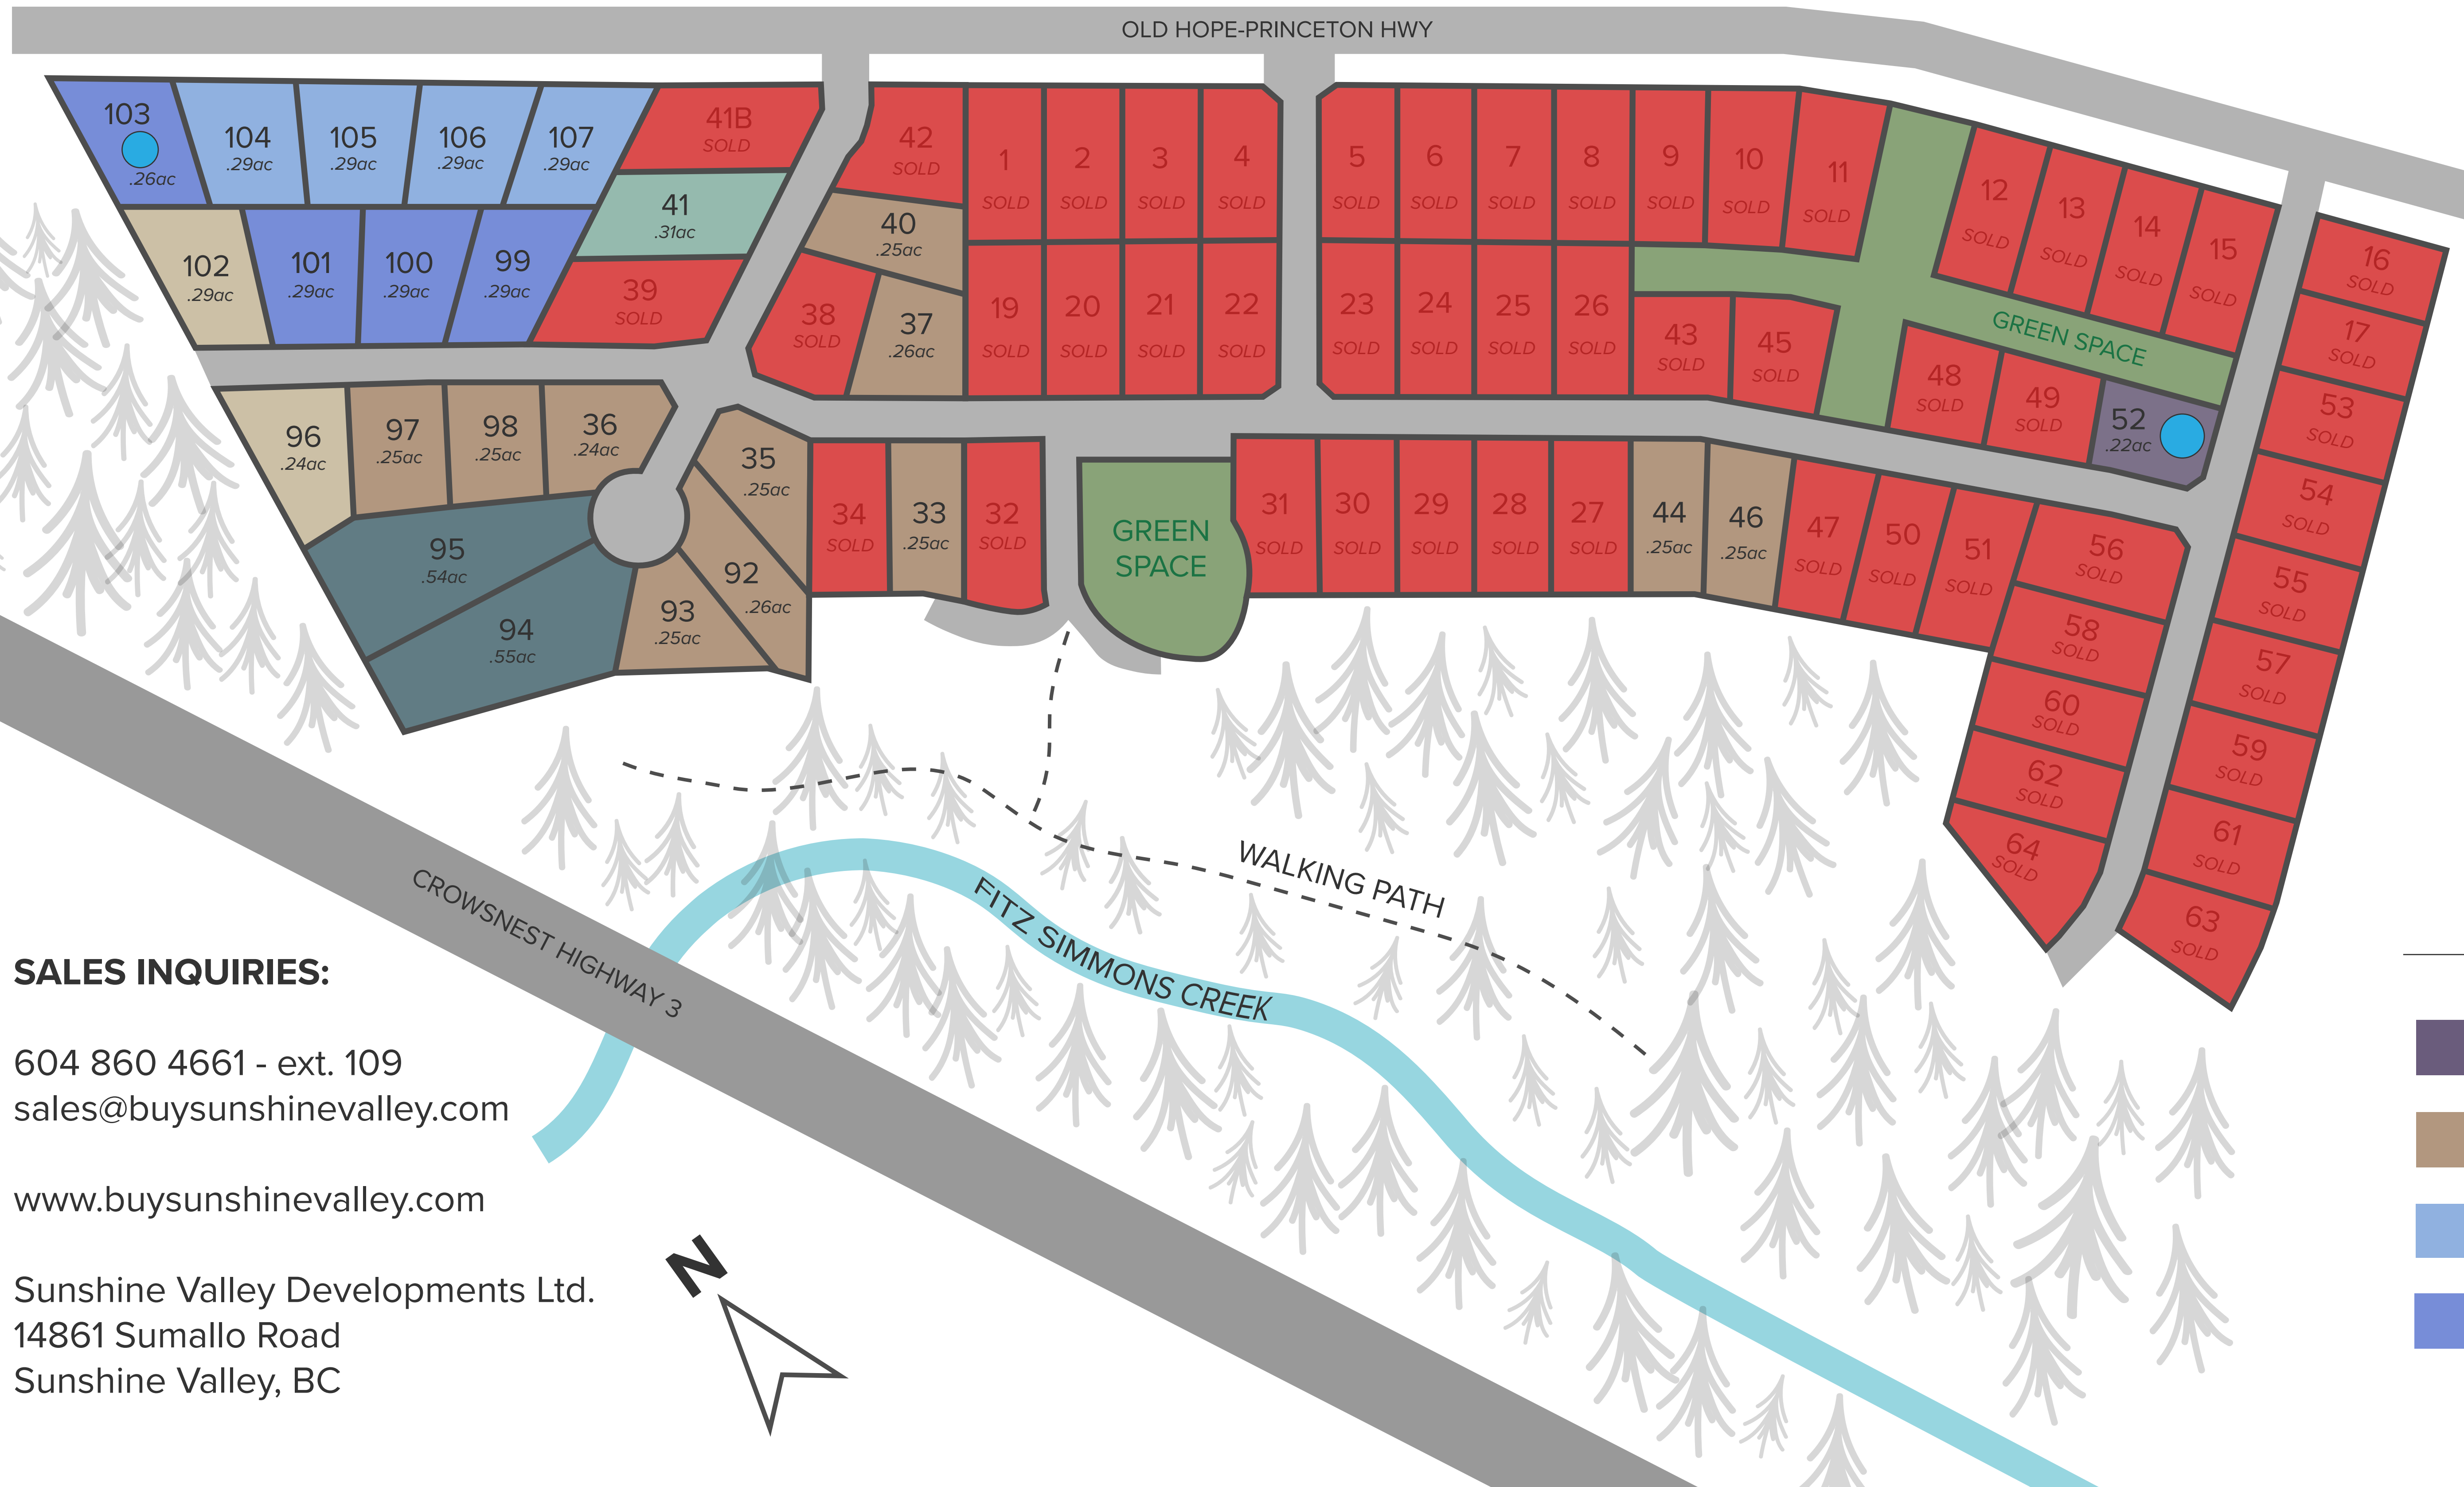 OLD HOPE-PRINCETON HWY
103
.26ac
104
.29ac
105
.29ac
106
.29ac
107
.29ac
41B
SOLD
42
SOLD
1
SOLD
2
SOLD
3
SOLD
4
SOLD
5
SOLD
6
SOLD
7
SOLD
8
SOLD
9
SOLD
10
SOLD
11
SOLD
12
SOLD
13
SOLD
14
SOLD
15
SOLD
16
SOLD
17
SOLD
102
.29ac
101
.29ac
100
.29ac
99
.29ac
41
.31ac
39
SOLD
40
.25ac
38
SOLD
37
.26ac
19
SOLD
20
SOLD
21
SOLD
22
SOLD
23
SOLD
24
SOLD
25
SOLD
26
SOLD
43
SOLD
45
SOLD
GREEN SPACE
48
SOLD
49
SOLD
52
.22ac
53
SOLD
54
SOLD
55
SOLD
57
SOLD
59
SOLD
61
SOLD
63
SOLD
96
.24ac
97
.25ac
98
.25ac
36
.24ac
35
.25ac
34
SOLD
33
.25ac
32
SOLD
GREEN
SPACE
31
SOLD
30
SOLD
29
SOLD
28
SOLD
27
SOLD
44
.25ac
46
.25ac
47
SOLD
50
SOLD
51
SOLD
56
SOLD
58
SOLD
60
SOLD
62
SOLD
64
SOLD
95
.54ac
94
.55ac
93
.25ac
92
.26ac
WALKING PATH
FITZ SIMMONS CREEK
CROWSNEST HIGHWAY 3
SALES INQUIRIES:
604 860 4661 - ext. 109
sales@buysunshinevalley.com
www.buysunshinevalley.com
N
Sunshine Valley Developments Ltd.
14861 Sumallo Road
Sunshine Valley, BC